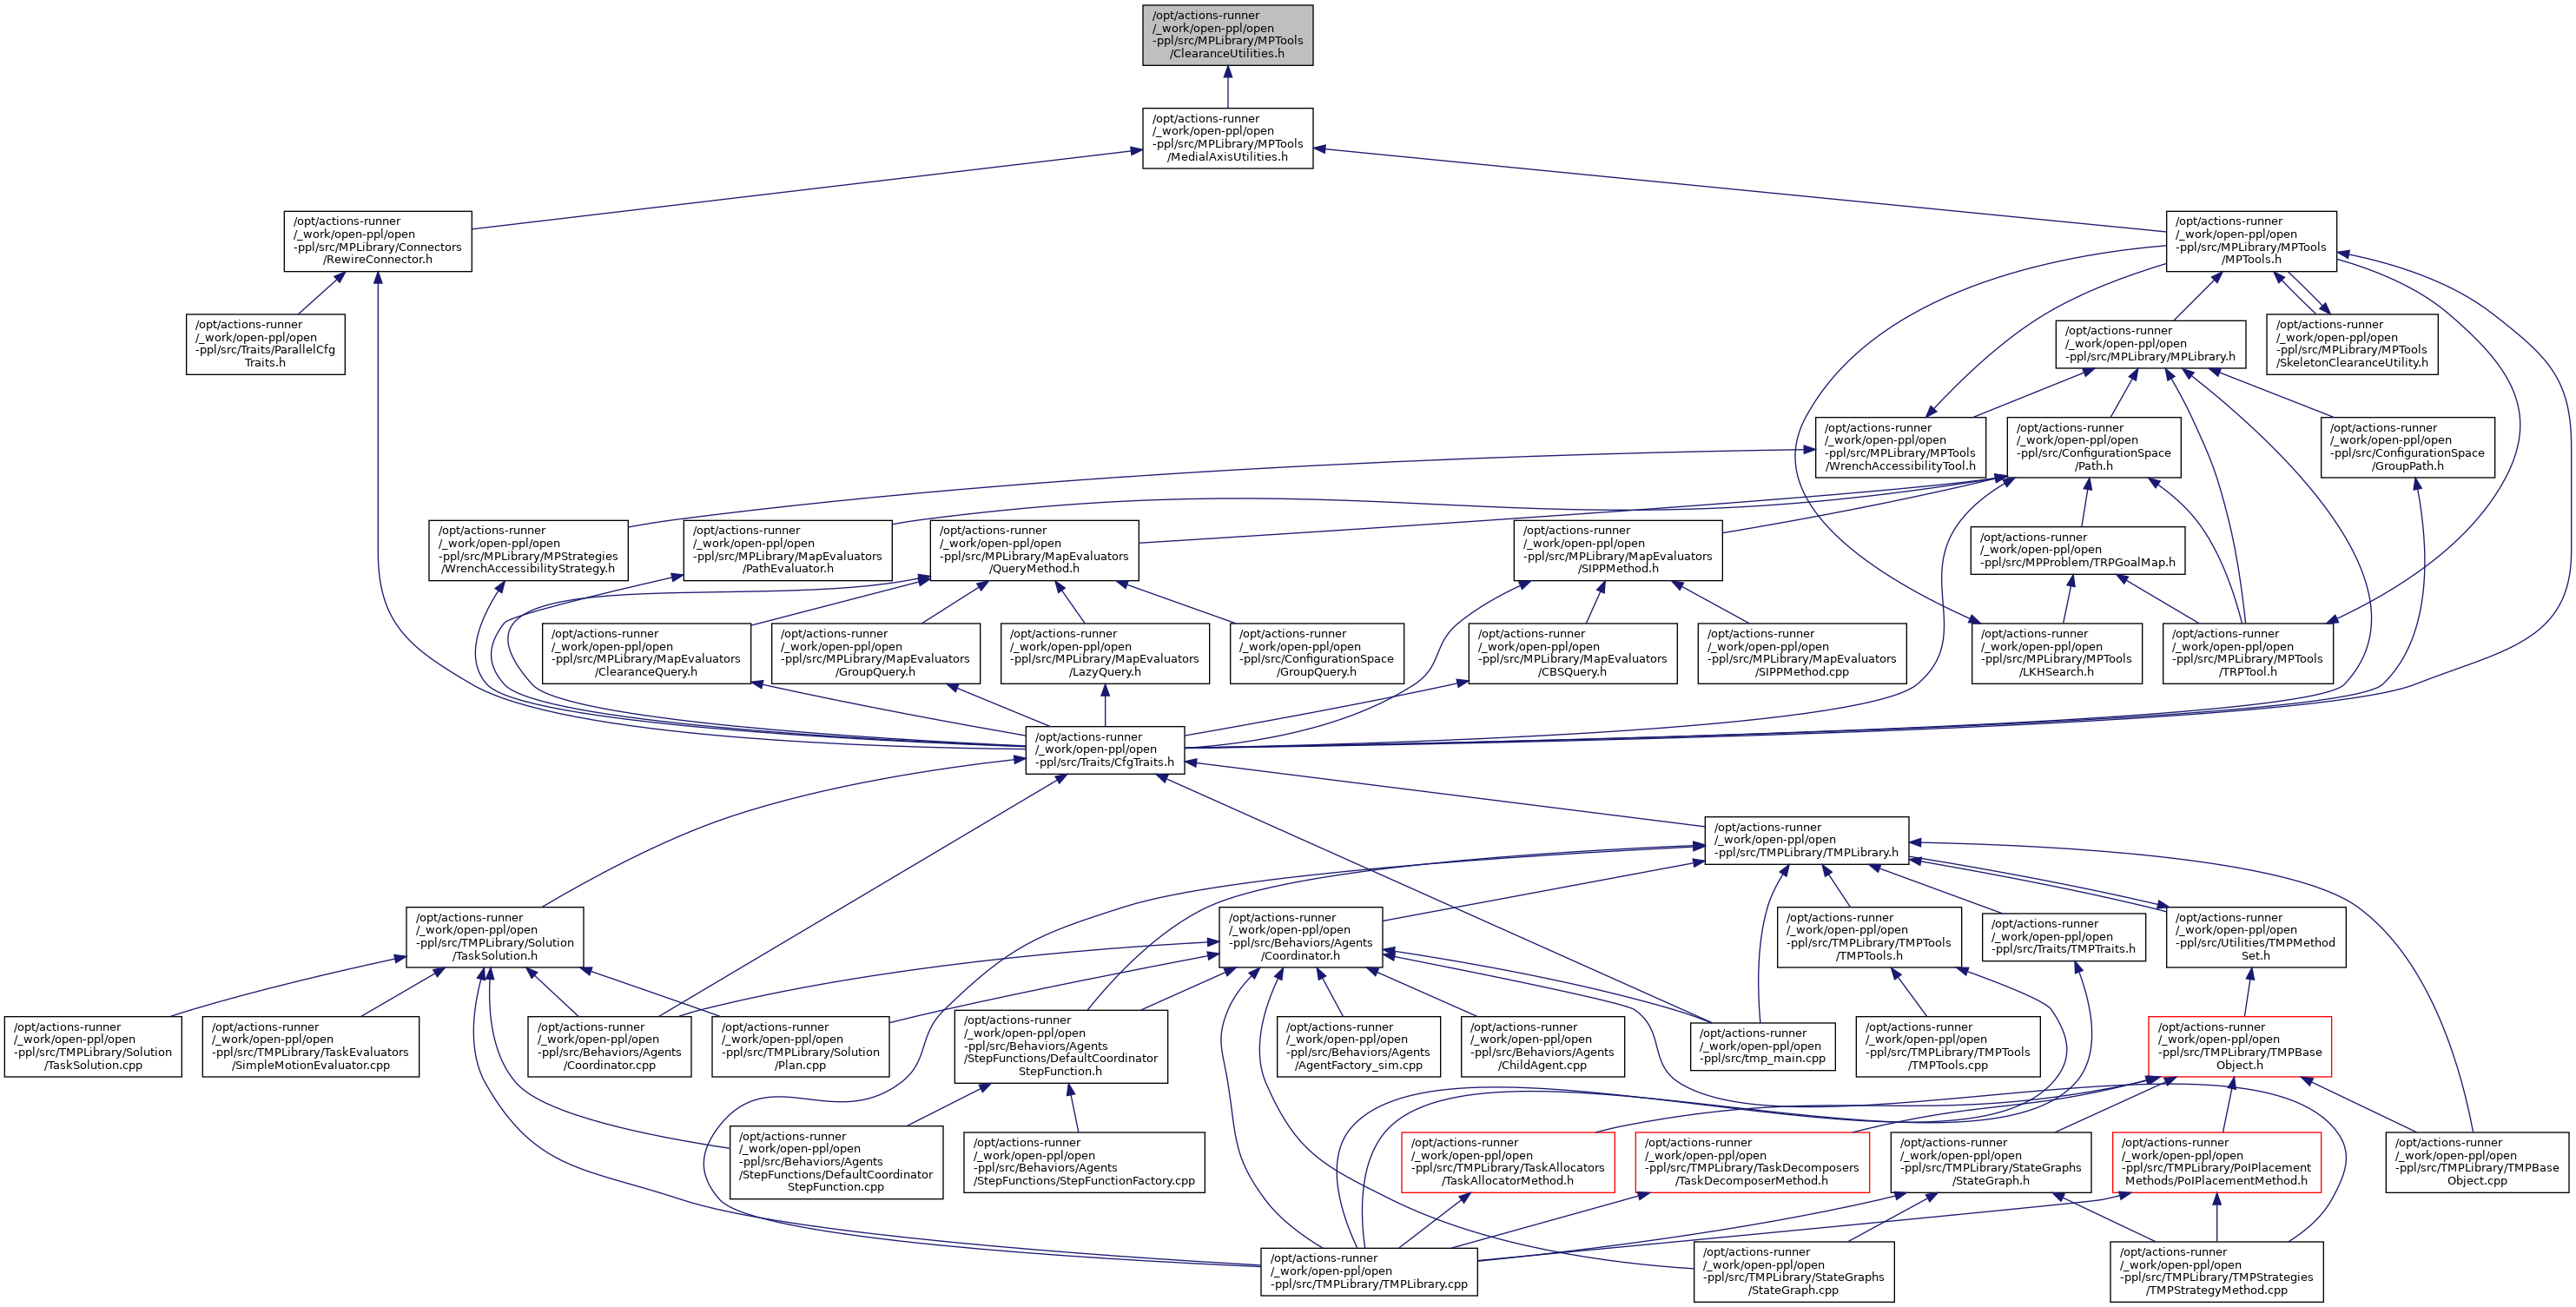 /opt/actions-runner
/_work/open-ppl/open
-ppl/src/MPLibrary/MPTools
/ClearanceUtilities.h
/opt/actions-runner
/_work/open-ppl/open
-ppl/src/MPLibrary/MPTools
/MedialAxisUtilities.h
/opt/actions-runner
/_work/open-ppl/open
-ppl/src/MPLibrary/Connectors
/RewireConnector.h
/opt/actions-runner
/_work/open-ppl/open
-ppl/src/MPLibrary/MPTools
/MPTools.h
/opt/actions-runner
/_work/open-ppl/open
-ppl/src/Traits/ParallelCfg
Traits.h
/opt/actions-runner
/_work/open-ppl/open
-ppl/src/MPLibrary/MPLibrary.h
/opt/actions-runner
/_work/open-ppl/open
-ppl/src/MPLibrary/MPTools
/SkeletonClearanceUtility.h
/opt/actions-runner
/_work/open-ppl/open
-ppl/src/MPLibrary/MPTools
/WrenchAccessibilityTool.h
/opt/actions-runner
/_work/open-ppl/open
-ppl/src/ConfigurationSpace
/Path.h
/opt/actions-runner
/_work/open-ppl/open
-ppl/src/ConfigurationSpace
/GroupPath.h
/opt/actions-runner
/_work/open-ppl/open
-ppl/src/MPLibrary/MPStrategies
/WrenchAccessibilityStrategy.h
/opt/actions-runner
/_work/open-ppl/open
-ppl/src/MPLibrary/MapEvaluators
/PathEvaluator.h
/opt/actions-runner
/_work/open-ppl/open
-ppl/src/MPLibrary/MapEvaluators
/QueryMethod.h
/opt/actions-runner
/_work/open-ppl/open
-ppl/src/MPLibrary/MapEvaluators
/SIPPMethod.h
/opt/actions-runner
/_work/open-ppl/open
-ppl/src/MPProblem/TRPGoalMap.h
/opt/actions-runner
/_work/open-ppl/open
-ppl/src/MPLibrary/MapEvaluators
/ClearanceQuery.h
/opt/actions-runner
/_work/open-ppl/open
-ppl/src/MPLibrary/MapEvaluators
/GroupQuery.h
/opt/actions-runner
/_work/open-ppl/open
-ppl/src/MPLibrary/MapEvaluators
/LazyQuery.h
/opt/actions-runner
/_work/open-ppl/open
-ppl/src/ConfigurationSpace
/GroupQuery.h
/opt/actions-runner
/_work/open-ppl/open
-ppl/src/MPLibrary/MapEvaluators
/CBSQuery.h
/opt/actions-runner
/_work/open-ppl/open
-ppl/src/MPLibrary/MapEvaluators
/SIPPMethod.cpp
/opt/actions-runner
/_work/open-ppl/open
-ppl/src/MPLibrary/MPTools
/LKHSearch.h
/opt/actions-runner
/_work/open-ppl/open
-ppl/src/MPLibrary/MPTools
/TRPTool.h
/opt/actions-runner
/_work/open-ppl/open
-ppl/src/Traits/CfgTraits.h
/opt/actions-runner
/_work/open-ppl/open
-ppl/src/TMPLibrary/TMPLibrary.h
/opt/actions-runner
/_work/open-ppl/open
-ppl/src/TMPLibrary/Solution
/TaskSolution.h
/opt/actions-runner
/_work/open-ppl/open
-ppl/src/Behaviors/Agents
/Coordinator.h
/opt/actions-runner
/_work/open-ppl/open
-ppl/src/TMPLibrary/TMPTools
/TMPTools.h
/opt/actions-runner
/_work/open-ppl/open
-ppl/src/Traits/TMPTraits.h
/opt/actions-runner
/_work/open-ppl/open
-ppl/src/Utilities/TMPMethod
Set.h
/opt/actions-runner
/_work/open-ppl/open
-ppl/src/TMPLibrary/Solution
/TaskSolution.cpp
/opt/actions-runner
/_work/open-ppl/open
-ppl/src/TMPLibrary/TaskEvaluators
/SimpleMotionEvaluator.cpp
/opt/actions-runner
/_work/open-ppl/open
-ppl/src/Behaviors/Agents
/Coordinator.cpp
/opt/actions-runner
/_work/open-ppl/open
-ppl/src/TMPLibrary/Solution
/Plan.cpp
/opt/actions-runner
/_work/open-ppl/open
-ppl/src/Behaviors/Agents
/StepFunctions/DefaultCoordinator
StepFunction.h
/opt/actions-runner
/_work/open-ppl/open
-ppl/src/Behaviors/Agents
/AgentFactory_sim.cpp
/opt/actions-runner
/_work/open-ppl/open
-ppl/src/Behaviors/Agents
/ChildAgent.cpp
/opt/actions-runner
/_work/open-ppl/open
-ppl/src/tmp_main.cpp
/opt/actions-runner
/_work/open-ppl/open
-ppl/src/TMPLibrary/TMPTools
/TMPTools.cpp
/opt/actions-runner
/_work/open-ppl/open
-ppl/src/TMPLibrary/TMPBase
Object.h
/opt/actions-runner
/_work/open-ppl/open
-ppl/src/Behaviors/Agents
/StepFunctions/DefaultCoordinator
StepFunction.cpp
/opt/actions-runner
/_work/open-ppl/open
-ppl/src/Behaviors/Agents
/StepFunctions/StepFunctionFactory.cpp
/opt/actions-runner
/_work/open-ppl/open
-ppl/src/TMPLibrary/TaskAllocators
/TaskAllocatorMethod.h
/opt/actions-runner
/_work/open-ppl/open
-ppl/src/TMPLibrary/TaskDecomposers
/TaskDecomposerMethod.h
/opt/actions-runner
/_work/open-ppl/open
-ppl/src/TMPLibrary/StateGraphs
/StateGraph.h
/opt/actions-runner
/_work/open-ppl/open
-ppl/src/TMPLibrary/PoIPlacement
Methods/PoIPlacementMethod.h
/opt/actions-runner
/_work/open-ppl/open
-ppl/src/TMPLibrary/TMPBase
Object.cpp
/opt/actions-runner
/_work/open-ppl/open
-ppl/src/TMPLibrary/TMPLibrary.cpp
/opt/actions-runner
/_work/open-ppl/open
-ppl/src/TMPLibrary/StateGraphs
/StateGraph.cpp
/opt/actions-runner
/_work/open-ppl/open
-ppl/src/TMPLibrary/TMPStrategies
/TMPStrategyMethod.cpp